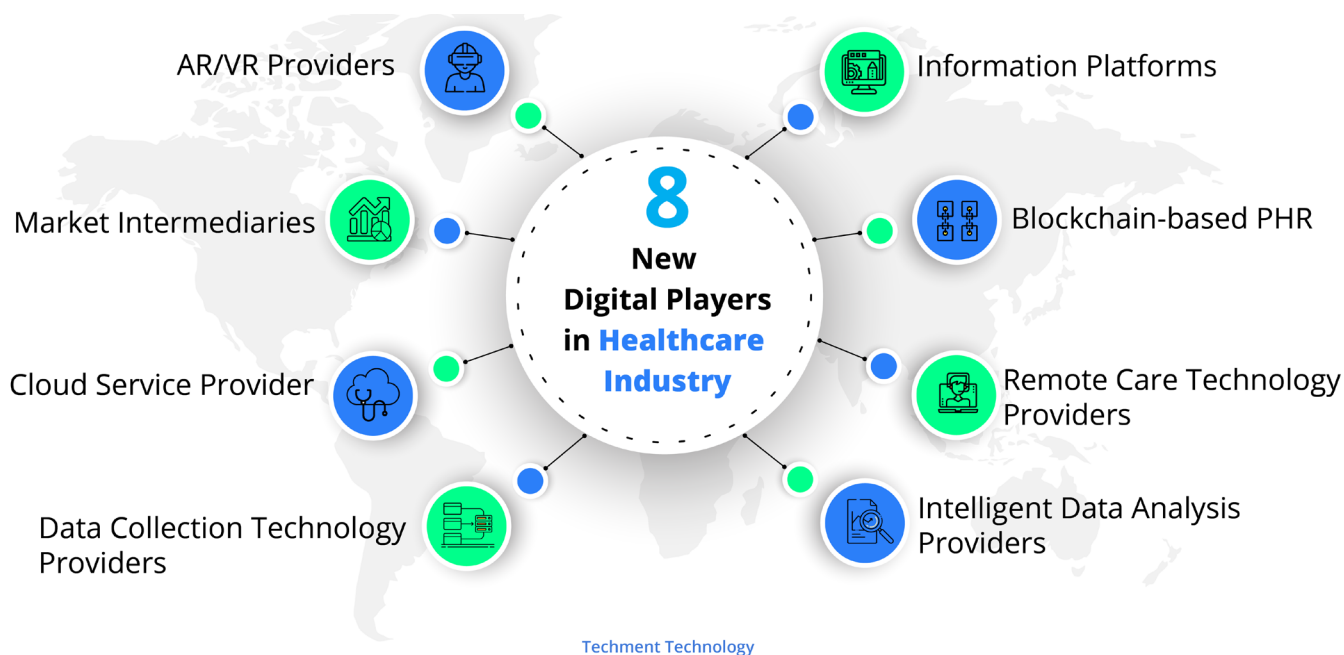 AR/VR Providers
Information Platforms
8
New
Digital Players
in Healthcare
Industry
Market Intermediaries
Blockchain-based PHR
Cloud Service Provider
Remote Care Technology
Providers
Data Collection Technology
Providers
Intelligent Data Analysis
Providers
Techment Technology